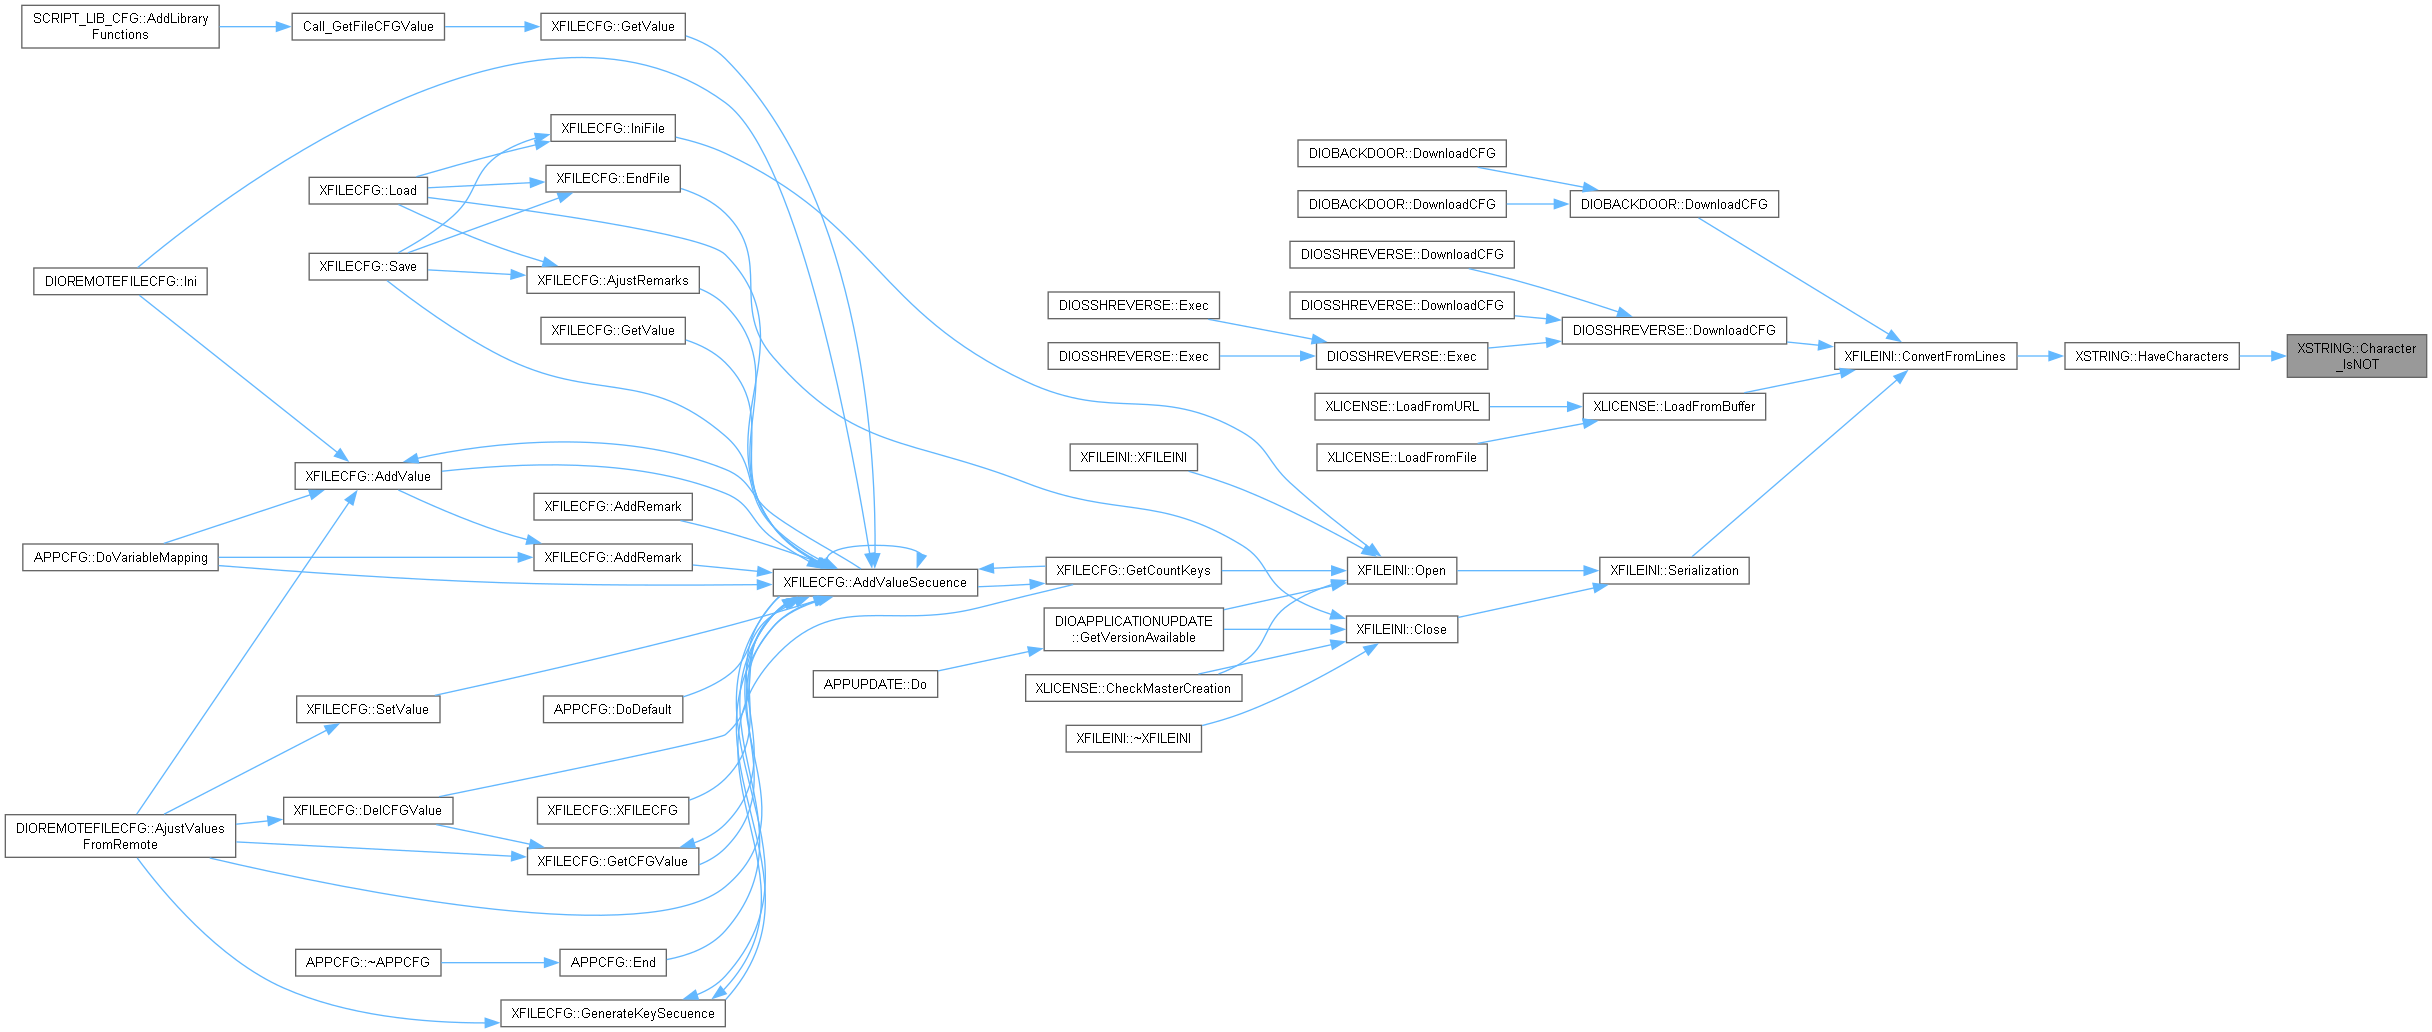 SCRIPT_LIB_CFG::AddLibrary
Functions
Call_GetFileCFGValue
XFILECFG::GetValue
XFILECFG::IniFile
XFILECFG::EndFile
XFILECFG::Load
XFILECFG::Save
DIOREMOTEFILECFG::Ini
XFILECFG::AjustRemarks
XFILECFG::GetValue
XFILECFG::AddValue
XFILECFG::AddRemark
APPCFG::DoVariableMapping
XFILECFG::AddRemark
XFILECFG::AddValueSecuence
XFILECFG::SetValue
APPCFG::DoDefault
XFILECFG::DelCFGValue
XFILECFG::XFILECFG
DIOREMOTEFILECFG::AjustValues
FromRemote
XFILECFG::GetCFGValue
APPCFG::~APPCFG
APPCFG::End
XFILECFG::GenerateKeySecuence
APPUPDATE::Do
XFILECFG::GetCountKeys
DIOAPPLICATIONUPDATE
::GetVersionAvailable
XLICENSE::CheckMasterCreation
XFILEINI::~XFILEINI
XFILEINI::XFILEINI
XFILEINI::Open
XFILEINI::Close
DIOSSHREVERSE::Exec
DIOSSHREVERSE::Exec
DIOBACKDOOR::DownloadCFG
DIOBACKDOOR::DownloadCFG
DIOSSHREVERSE::DownloadCFG
DIOSSHREVERSE::DownloadCFG
DIOSSHREVERSE::Exec
XLICENSE::LoadFromURL
XLICENSE::LoadFromFile
DIOBACKDOOR::DownloadCFG
DIOSSHREVERSE::DownloadCFG
XLICENSE::LoadFromBuffer
XFILEINI::Serialization
XFILEINI::ConvertFromLines
XSTRING::HaveCharacters
XSTRING::Character
_IsNOT